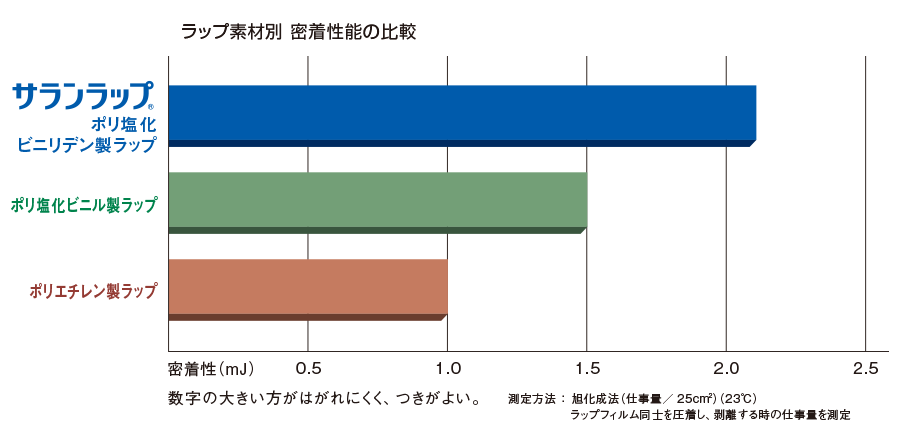 ラップ素材別 密着性能の比較
サランラップ®
ポリ塩化
ビニリデン製ラップ
ポリ塩化ビニル製ラップ
ポリエチレン製ラップ
密着性(mJ) 0.5 1.0 1.5 2.0 2.5
数字の大きい方がはがれにくく、つきがよい。
測定方法 : 旭化成法(仕事量/25cm²)(23℃)
ラップフィルム同士を圧着し、剥離する時の仕事量を測定